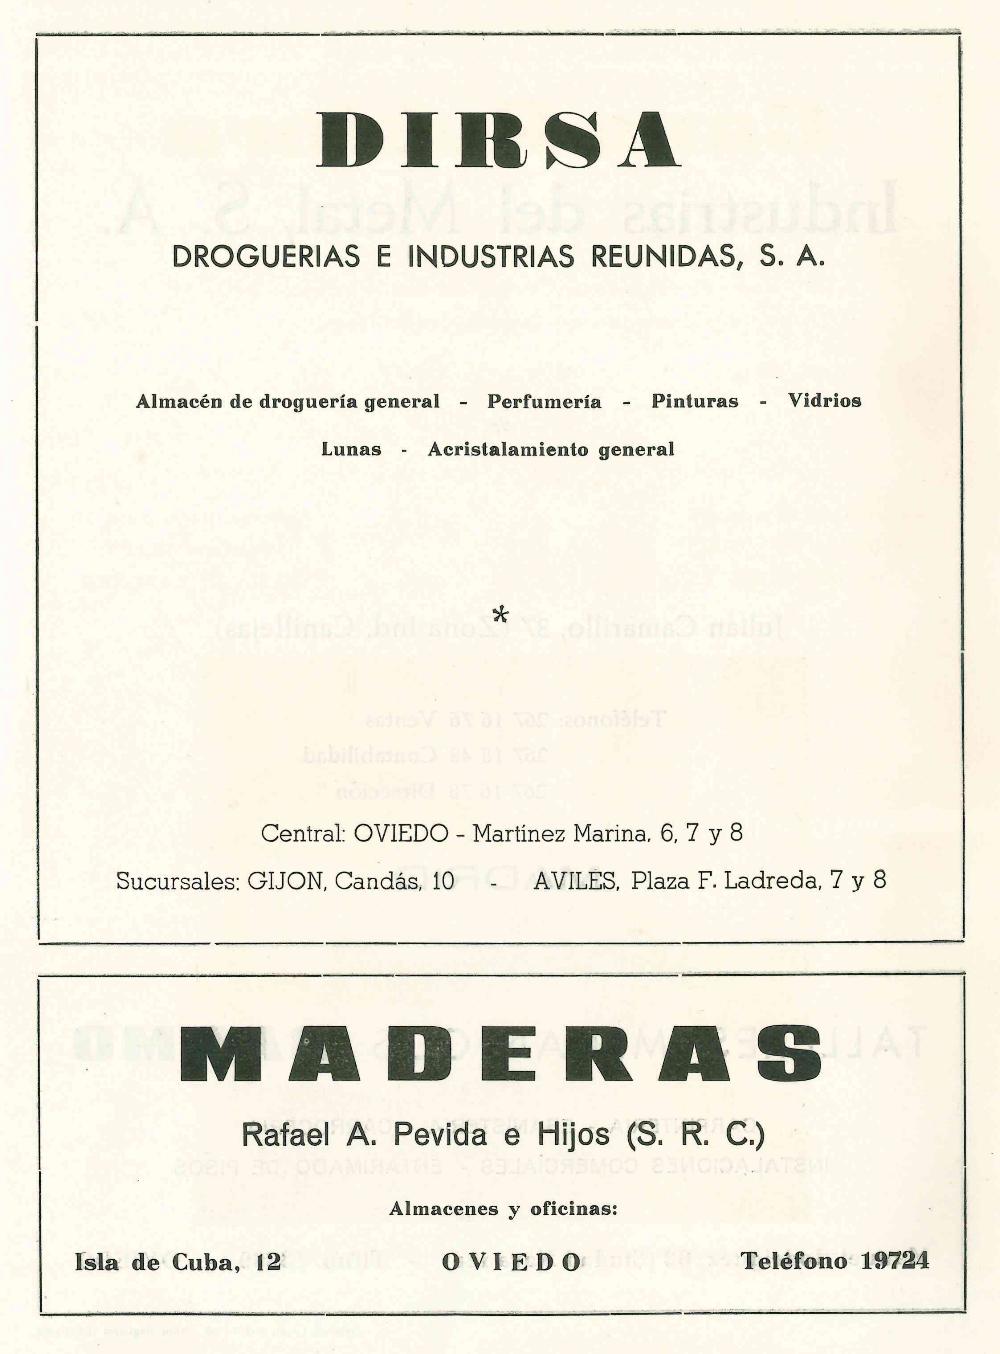 DIRSA
DROGUERIAS E INDUSTRIAS REUNIDAS, S. A.
Almacén de droguería general - Perfumería - Pinturas - Vidrios
Lunas - Acristalamiento general
*
Central: OVIEDO - Martínez Marina, 6, 7 y 8
Sucursales: GIJON, Candás, 10 - AVILES, Plaza F. Ladreda, 7 y 8
MADERAS
Rafael A. Pevida e Hijos (S. R. C.)
Almacenes y oficinas:
Isla de Cuba, 12 OVIEDO Teléfono 19724